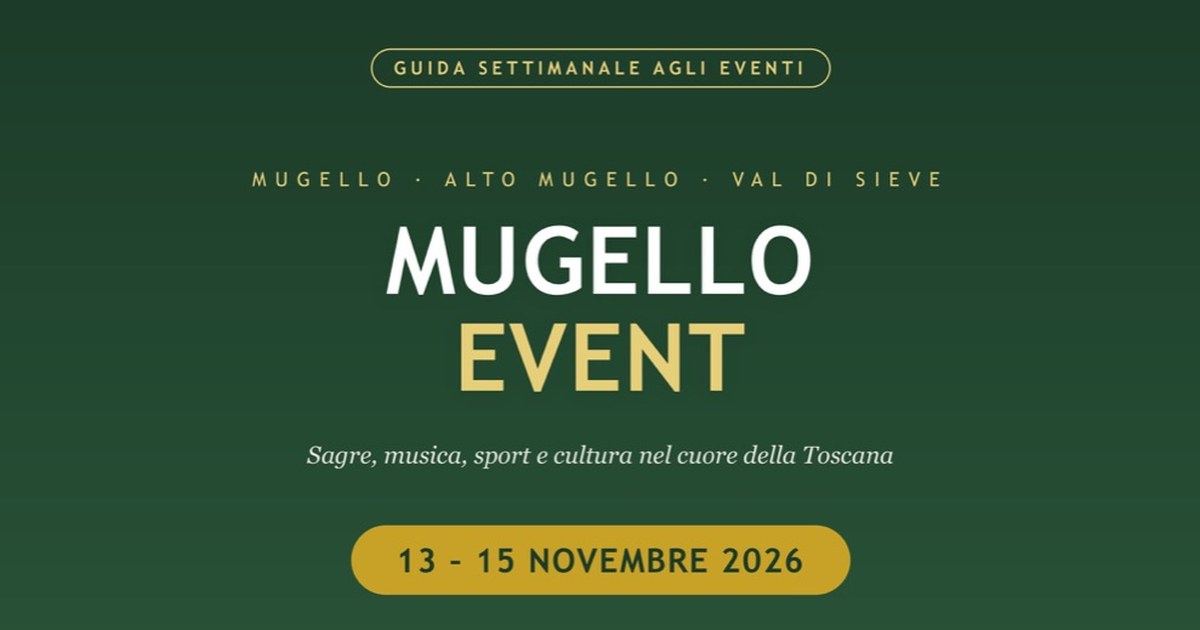 GUIDA SETTIMANALE AGLI EVENTI
MUGELLO · ALTO MUGELLO · VAL DI SIEVE
MUGELLO
EVENT
Sagre, musica, sport e cultura nel cuore della Toscana
13 - 15 NOVEMBRE 2026